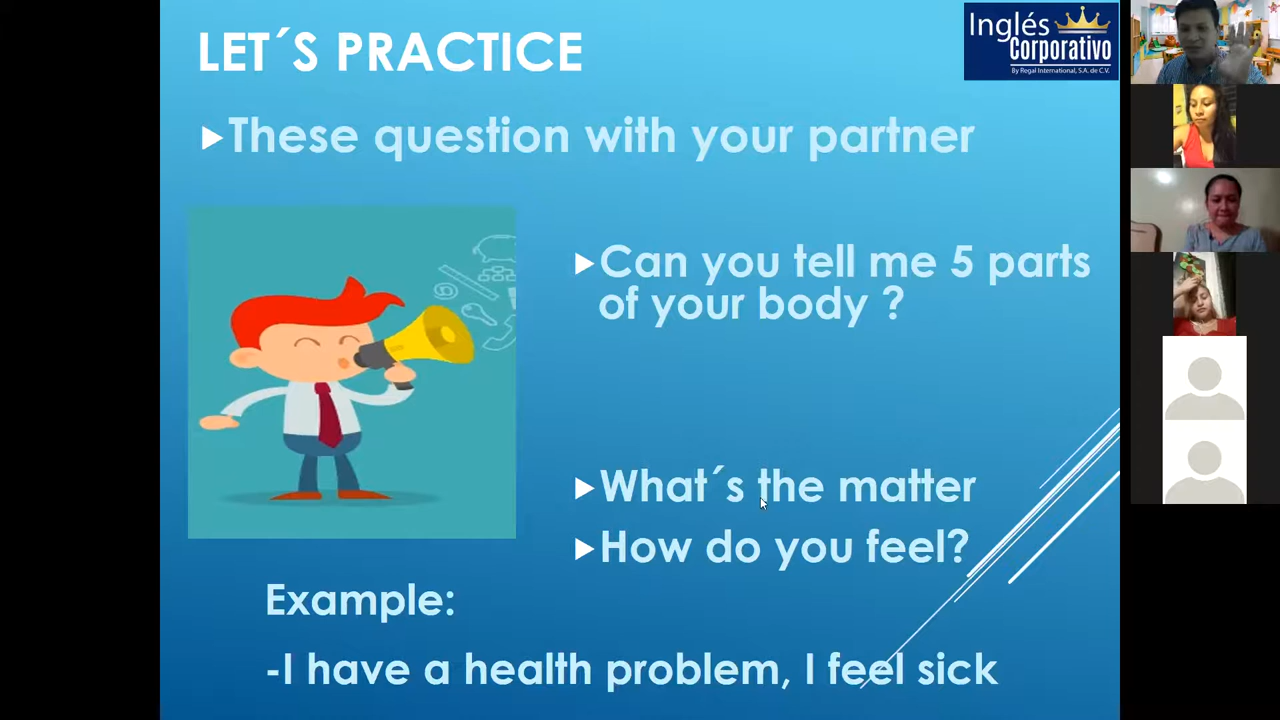 LET´S PRACTICE
Inglés
Corporativo
By Regal International, S.A. de C.V.
These question with your partner
Can you tell me 5 parts
of your body ?
What´s the matter
How do you feel?
Example:
-I have a health problem, I feel sick